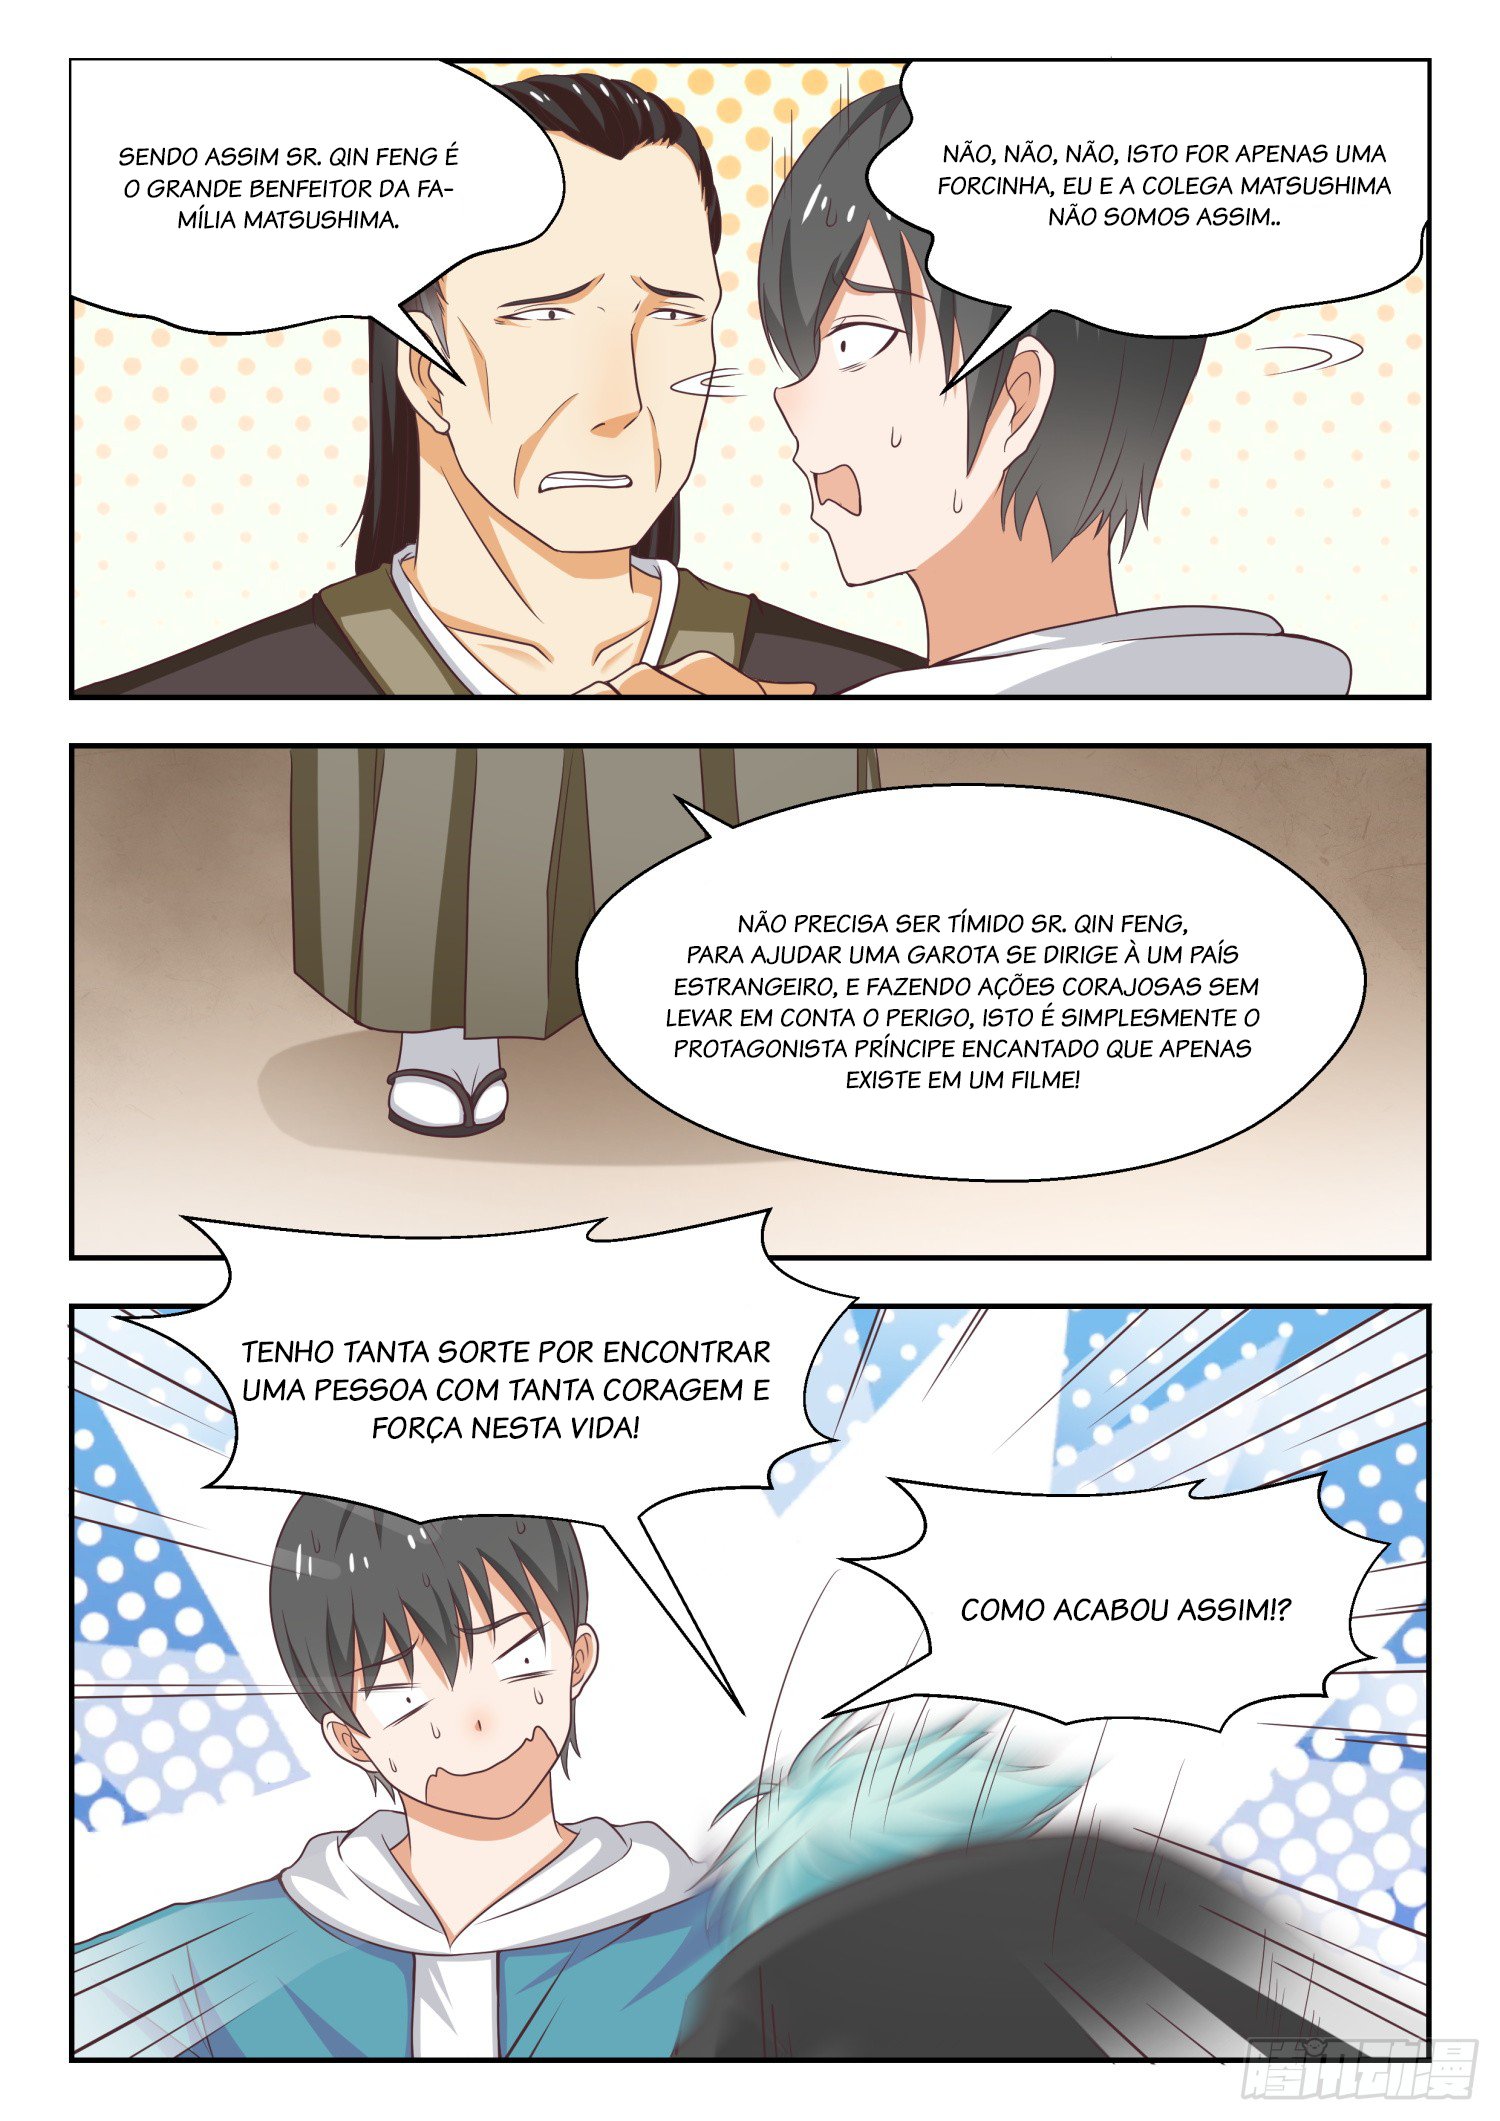 SENDO ASSIM SR. QIN FENG É
O GRANDE BENFEITOR DA FA-
MÍLIA MATSUSHIMA.
NÃO, NÃO, NÃO, ISTO FOR APENAS UMA
FORCINHA, EU E A COLEGA MATSUSHIMA
NÃO SOMOS ASSIM..
NÃO PRECISA SER TÍMIDO SR. QIN FENG,
PARA AJUDAR UMA GAROTA SE DIRIGE À UM PAÍS
ESTRANGEIRO, E FAZENDO AÇÕES CORAJOSAS SEM
LEVAR EM CONTA O PERIGO, ISTO É SIMPLESMENTE O
PROTAGONISTA PRÍNCIPE ENCANTADO QUE APENAS
EXISTE EM UM FILME!
TENHO TANTA SORTE POR ENCONTRAR
UMA PESSOA COM TANTA CORAGEM E
FORÇA NESTA VIDA!
COMO ACABOU ASSIM!?
腾讯动漫